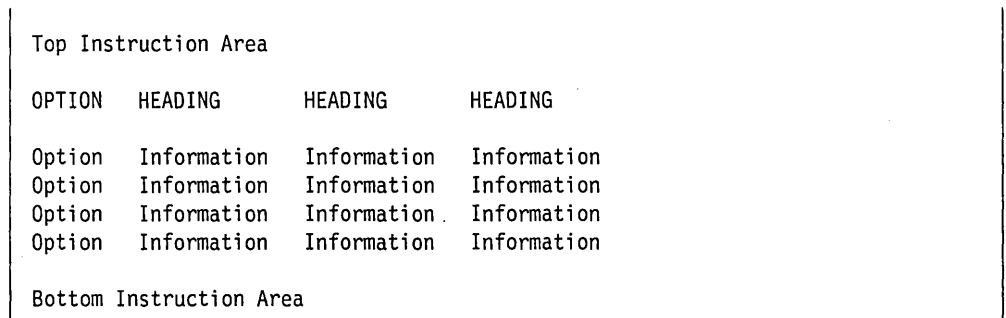 Top Instruction Area
OPTION HEADING HEADING HEADING
Option Information Information Information
Option Information Information Information
Option Information Information Information
Option Information Information Information
Bottom Instruction Area